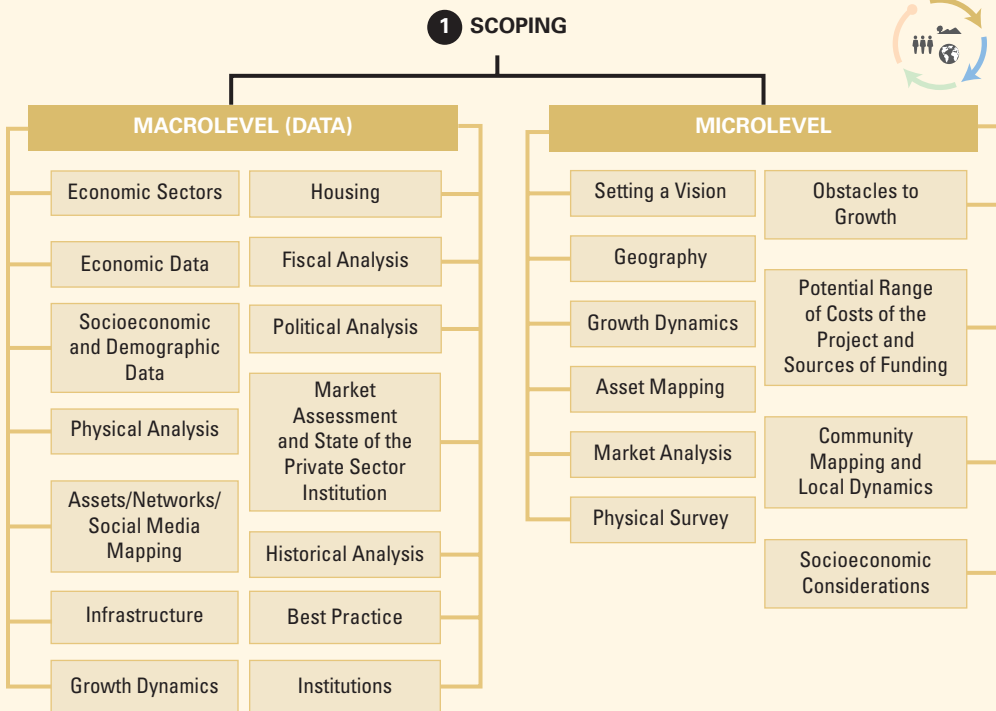 1 SCOPING
MACROLEVEL (DATA)
Economic Sectors
Economic Data
Socioeconomic
and Demographic
Data
Physical Analysis
Assets/Networks/
Social Media
Mapping
Infrastructure
Growth Dynamics
Housing
Fiscal Analysis
Political Analysis
Market
Assessment
and State of the
Private Sector
Institution
Historical Analysis
Best Practice
Institutions
MICROLEVEL
Setting a Vision
Geography
Growth Dynamics
Asset Mapping
Market Analysis
Physical Survey
Obstacles to
Growth
Potential Range
of Costs of the
Project and
Sources of Funding
Community
Mapping and
Local Dynamics
Socioeconomic
Considerations